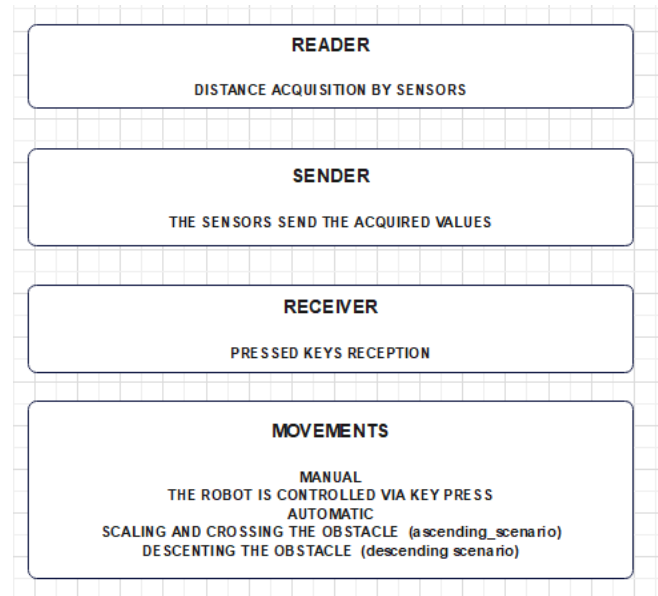 READER
DISTANCE ACQUISITION BY SENSORS
SENDER
THE SENSORS SEND THE ACQUIRED VALUES
RECEIVER
PRESSED KEYS RECEPTION
MOVEMENTS
MANUAL
THE ROBOT IS CONTROLLED VIA KEY PRESS
AUTOMATIC
SCALING AND CROSSING THE OBSTACLE (ascending_scenario)
DESCENTING THE OBSTACLE (descending scenario)